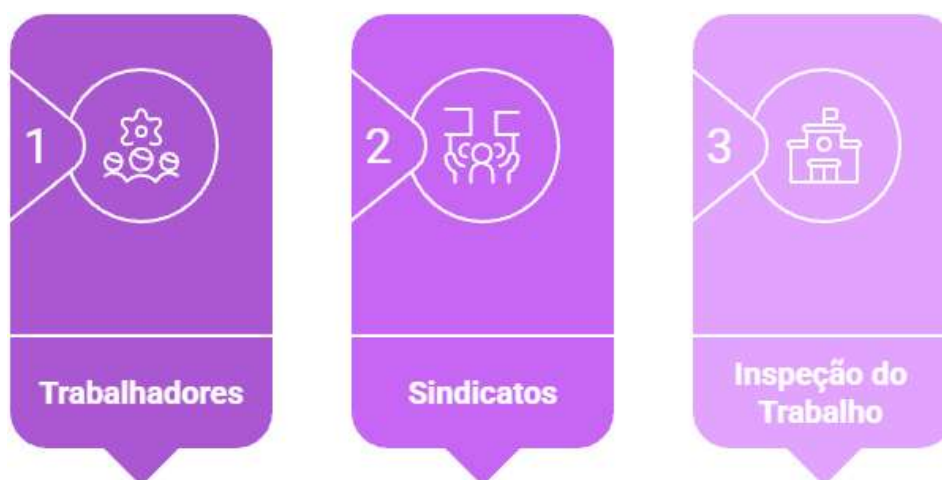 1
2
3
Trabalhadores
Sindicatos
Inspeção do
Trabalho